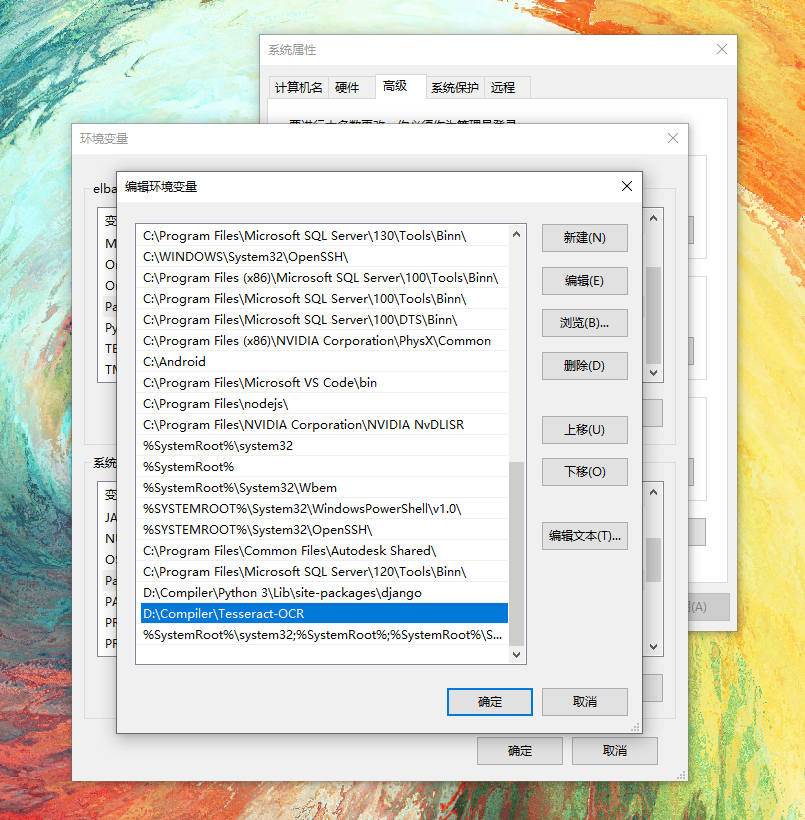 系统属性
计算机名 硬件 高级 系统保护 远程
环境变量
elba
编辑环境变量
C:\Program Files\Microsoft SQL Server\130\Tools\Binn\
C:\WINDOWS\System32\OpenSSH\
C:\Program Files (x86)\Microsoft SQL Server\100\Tools\Binn\
C:\Program Files\Microsoft SQL Server\100\Tools\Binn\
C:\Program Files\Microsoft SQL Server\100\DTS\Binn\
C:\Program Files (x86)\NVIDIA Corporation\PhysX\Common
C:\Android
C:\Program Files\Microsoft VS Code\bin
C:\Program Files\nodejs\
C:\Program Files\NVIDIA Corporation\NVIDIA NvDLISR
%SystemRoot%\system32
%SystemRoot%
%SystemRoot%\System32\Wbem
%SYSTEMROOT%\System32\WindowsPowerShell\v1.0\
%SYSTEMROOT%\System32\OpenSSH\
C:\Program Files\Common Files\Autodesk Shared\
C:\Program Files\Microsoft SQL Server\120\Tools\Binn\
D:\Compiler\Python 3\Lib\site-packages\django
D:\Compiler\Tesseract-OCR
%SystemRoot%\system32;%SystemRoot%;%SystemRoot%\S...
新建(N)
编辑(E)
浏览(B)...
删除(D)
上移(U)
下移(O)
编辑文本(T)...
确定 取消
变
Pa
Py
TE
系统
变
JA
Pa
PA
(A)
确定 取消